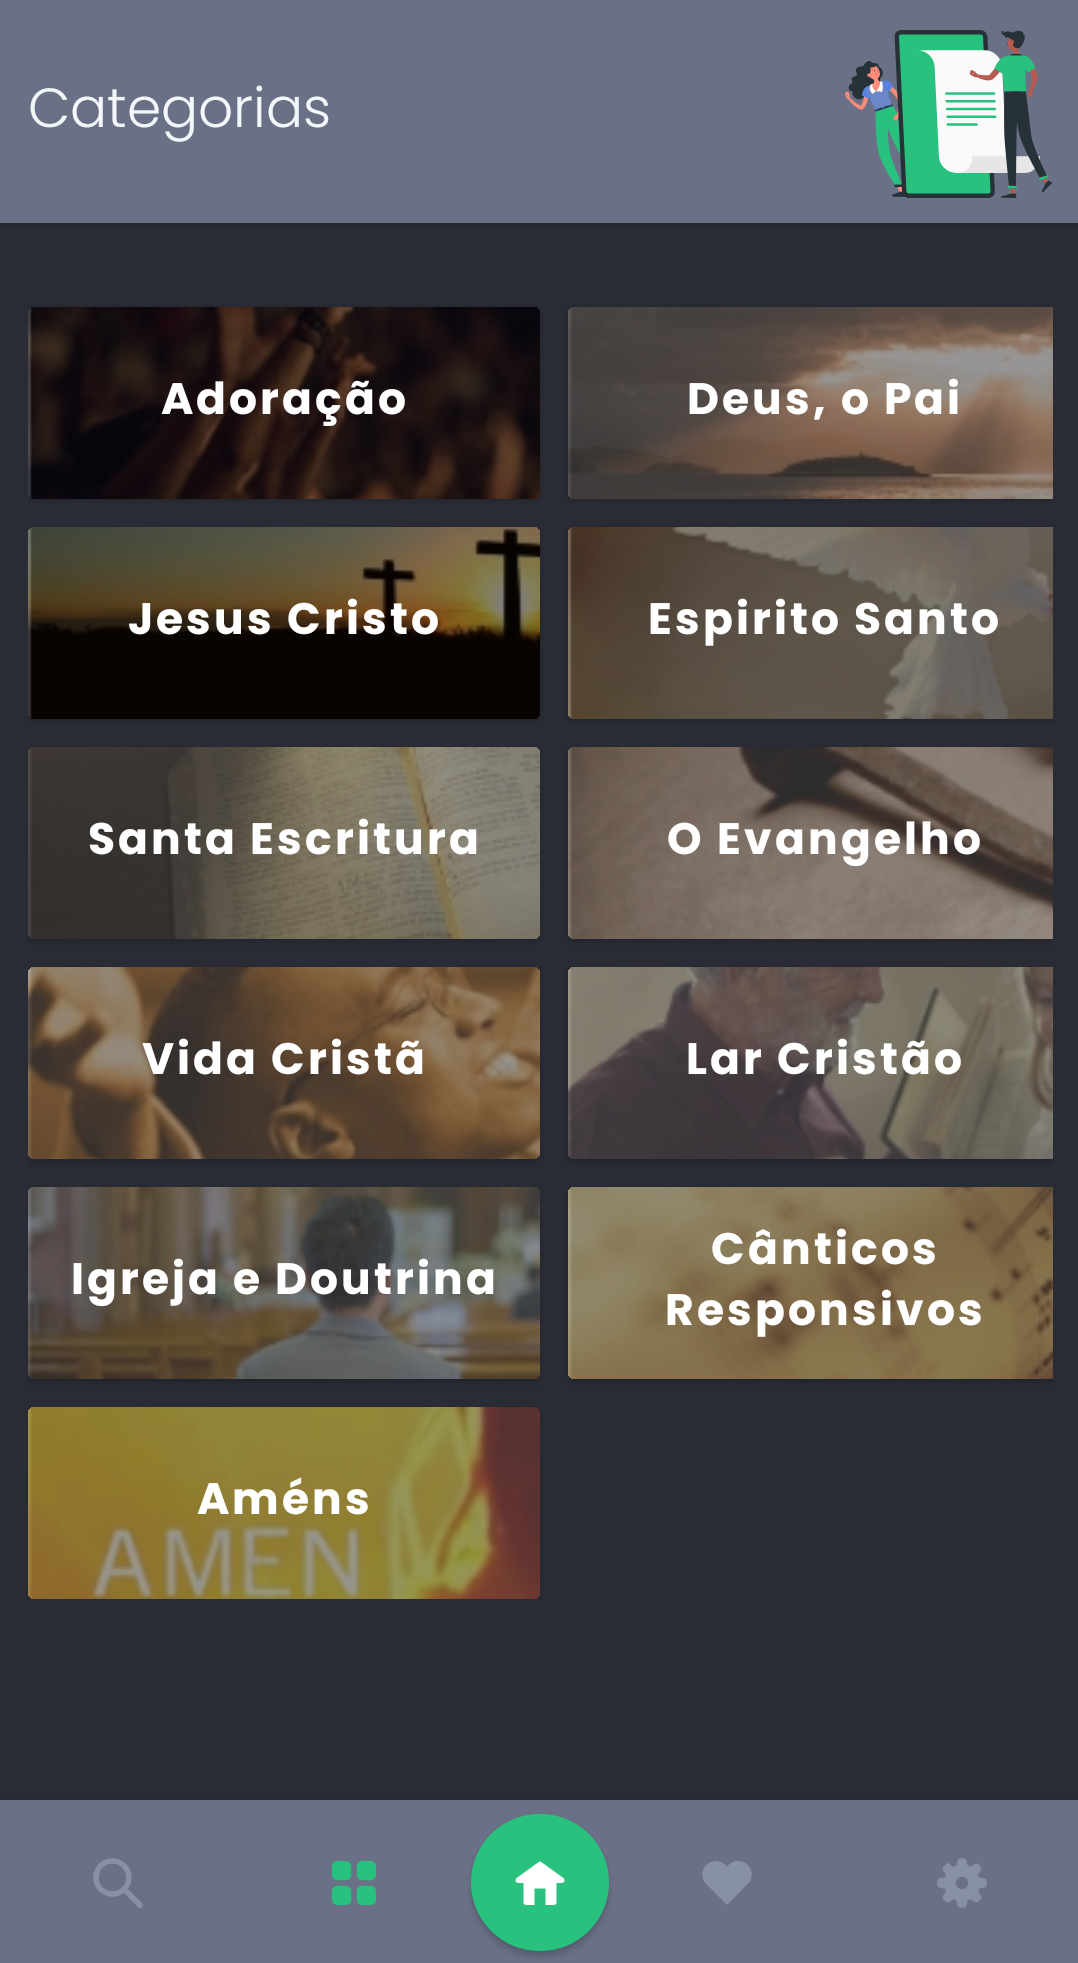 Categorias
Adoração
Deus, o Pai
Jesus Cristo
Espirito Santo
Santa Escritura
O Evangelho
Vida Cristã
Lar Cristão
Igreja e Doutrina
Cânticos
Responsivos
Améns
AMEN